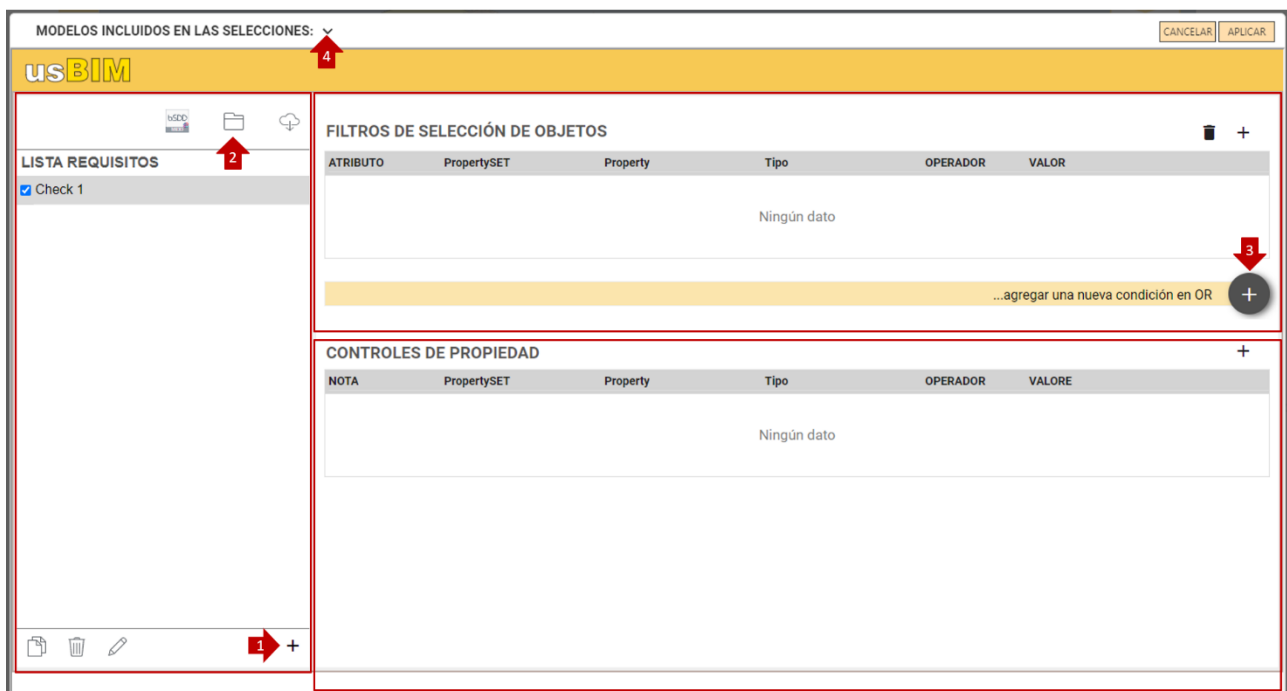 MODELOS INCLUIDOS EN LAS SELECCIONES:
CANCELAR APLICAR
4
usBIM
bSDD
2
LISTA REQUISITOS
Check 1
1
FILTROS DE SELECCIÓN DE OBJETOS
ATRIBUTO PropertySET Property Tipo OPERADOR VALOR
Ningún dato
3
...agregar una nueva condición en OR
CONTROLES DE PROPIEDAD
NOTA PropertySET Property Tipo OPERADOR VALORE
Ningún dato